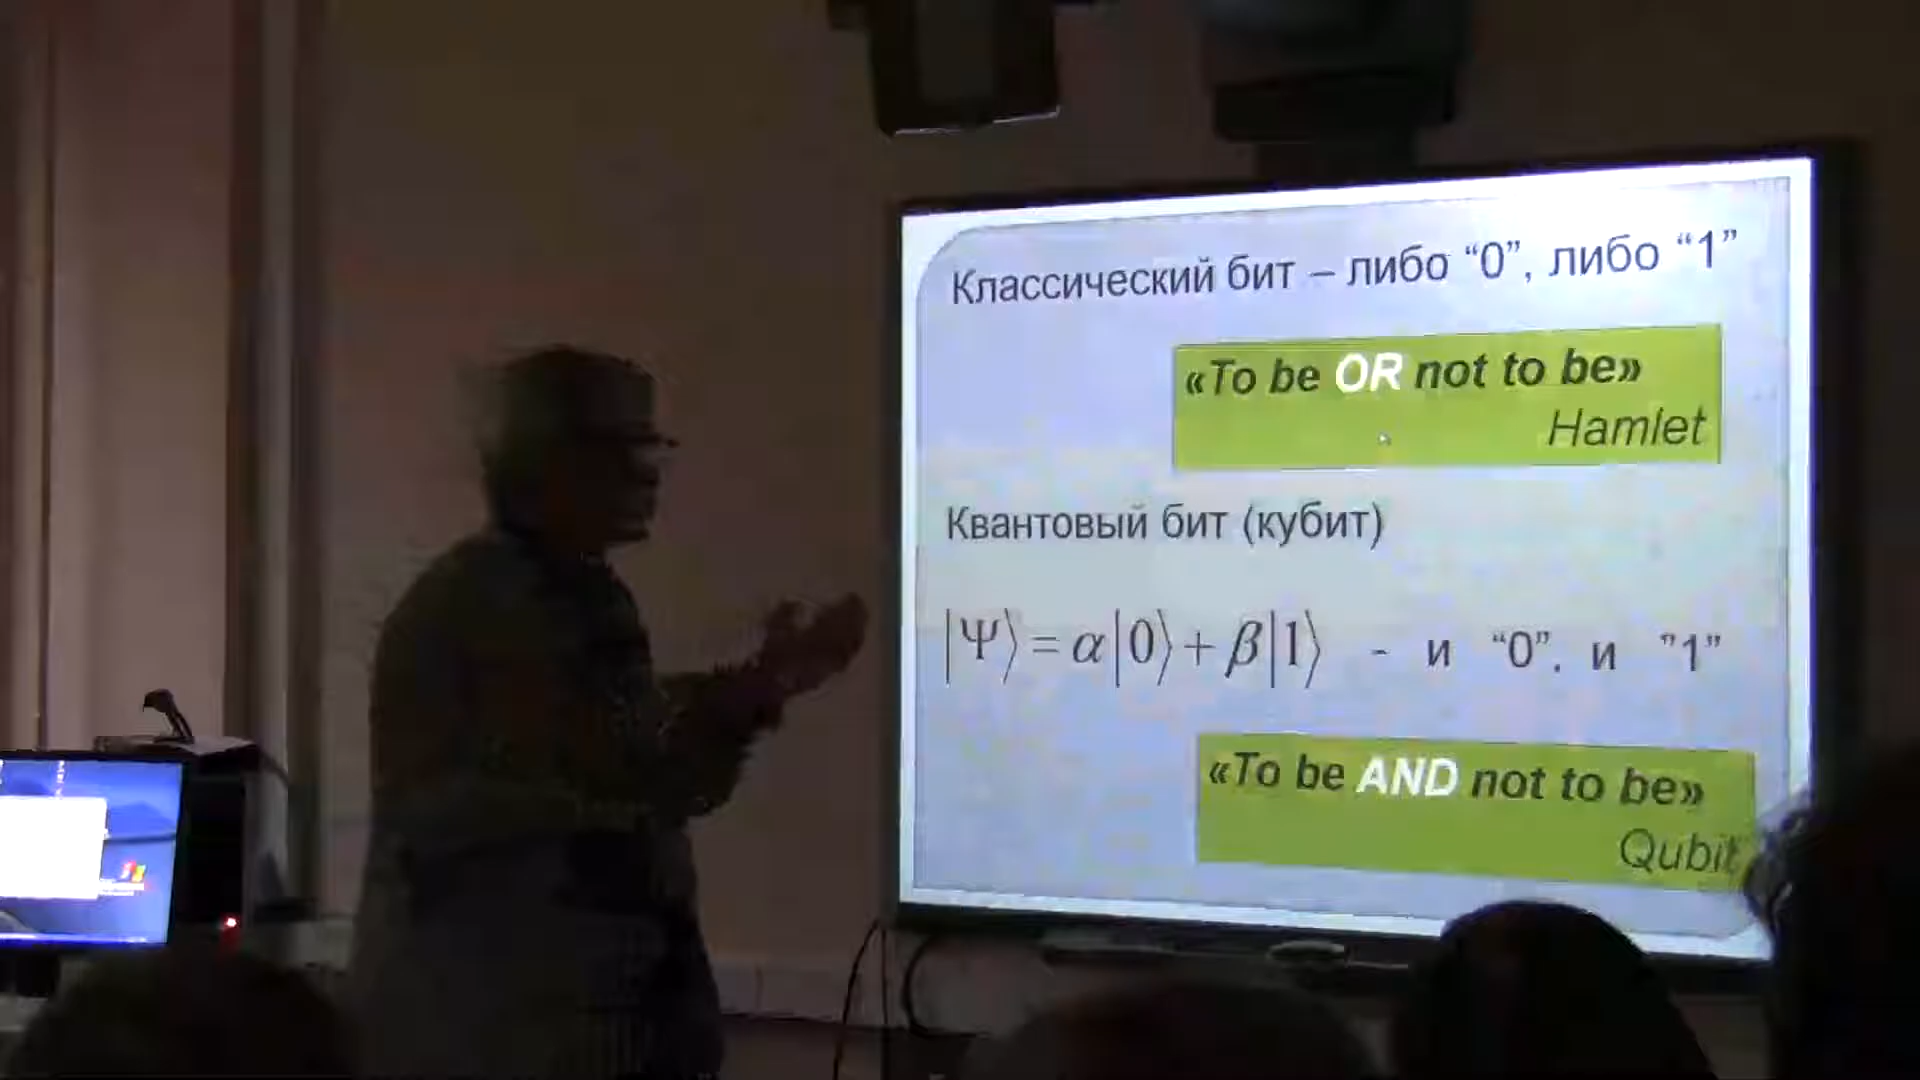 Классический бит – либо “0”, либо “1”
«To be OR not to be»
Hamlet
Квантовый бит (кубит)
|Ψ⟩ = α|0⟩ + β|1⟩ - и “0”. и ”1”
«To be AND not to be»
Qubit